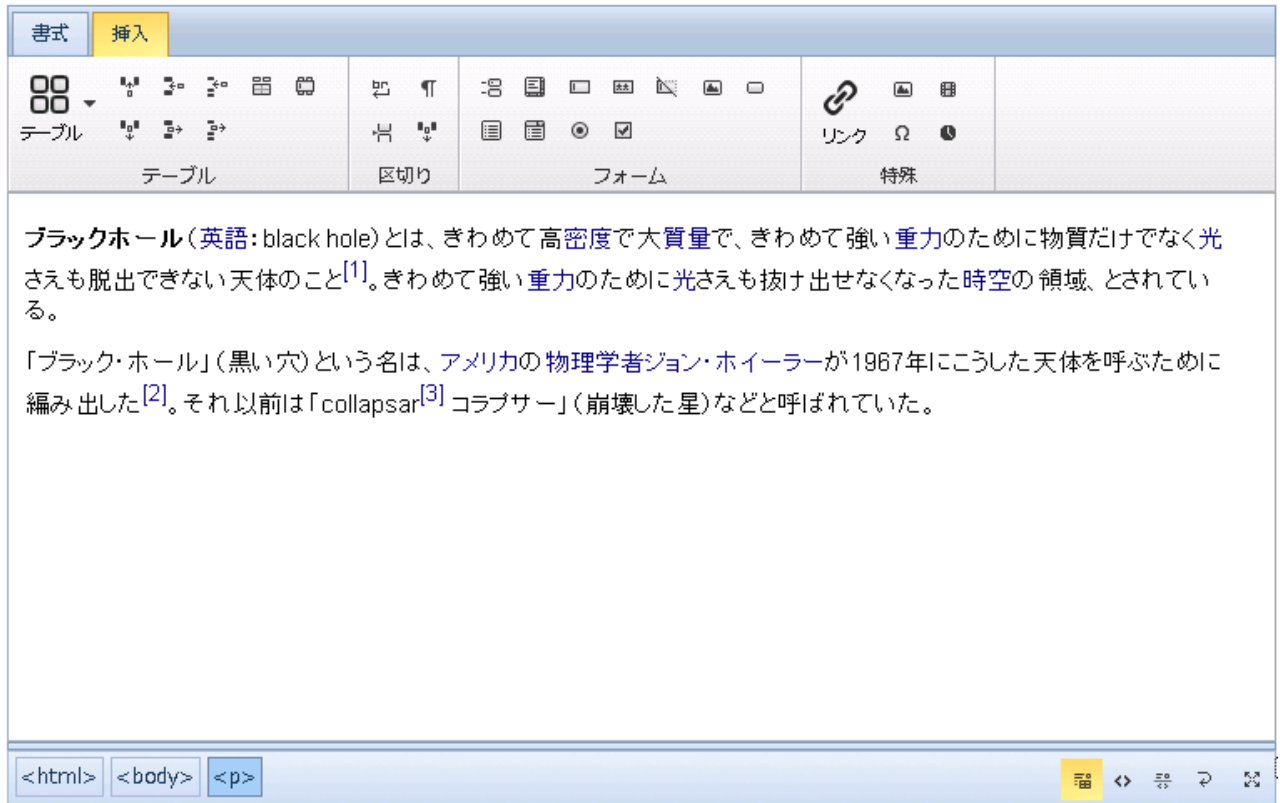 書式 挿入
テーブル リンク
テーブル 区切り フォーム 特殊
ブラックホール(英語: black hole)とは、きわめて高密度で大質量で、きわめて強い重力のために物質だけでなく光
さえも脱出できない天体のこと[1]。きわめて強い重力のために光さえも抜け出せなくなった時空の領域、とされてい
る。
「ブラック・ホール」(黒い穴)という名は、アメリカの物理学者ジョン・ホイーラーが1967年にこうした天体を呼ぶために
編み出した[2]。それ以前は「collapsar[3] コラプサー」(崩壊した星)などと呼ばれていた。
<html> <body> <p>